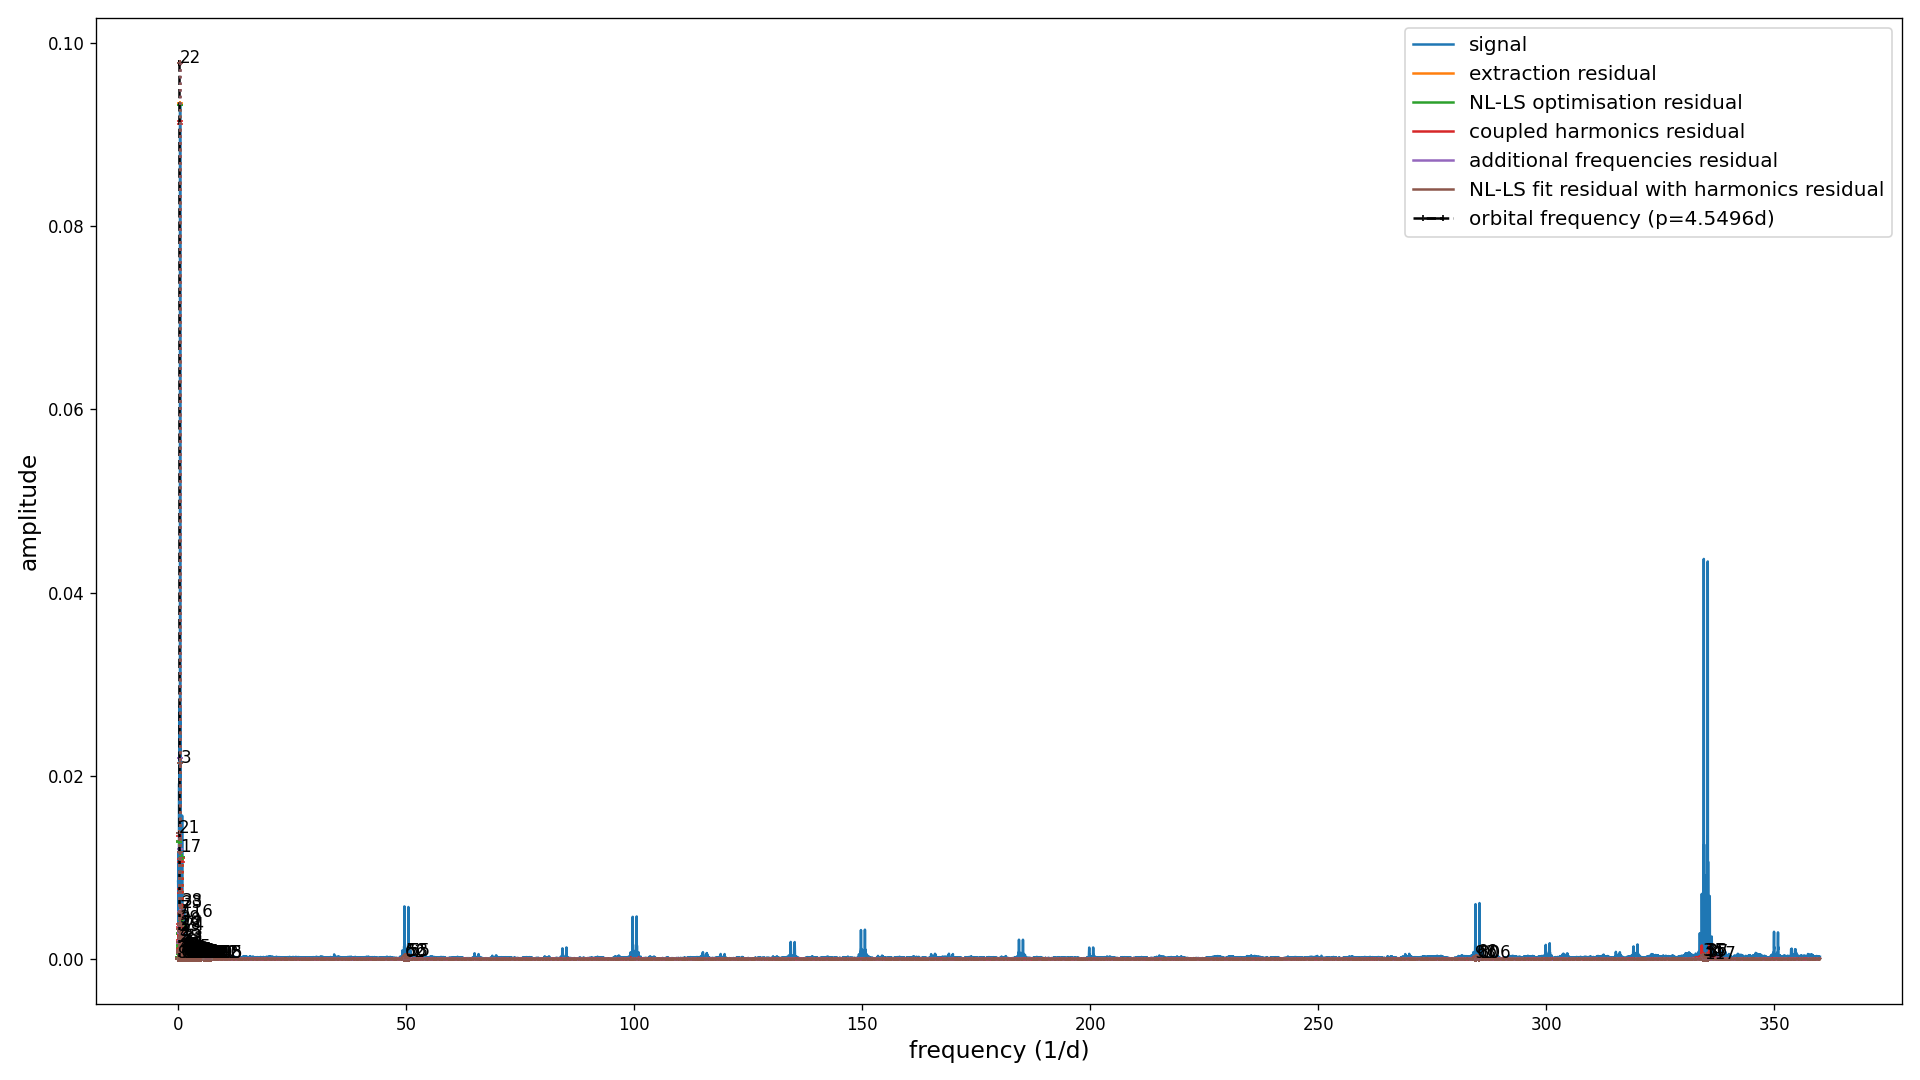 signal
extraction residual
NL-LS optimisation residual
coupled harmonics residual
additional frequencies residual
NL-LS fit residual with harmonics residual
orbital frequency (p=4.5496d)
0.10
0.08
0.06
0.04
0.02
0.00
amplitude
22
3
21
17
0
50
100
150
200
250
300
350
frequency (1/d)